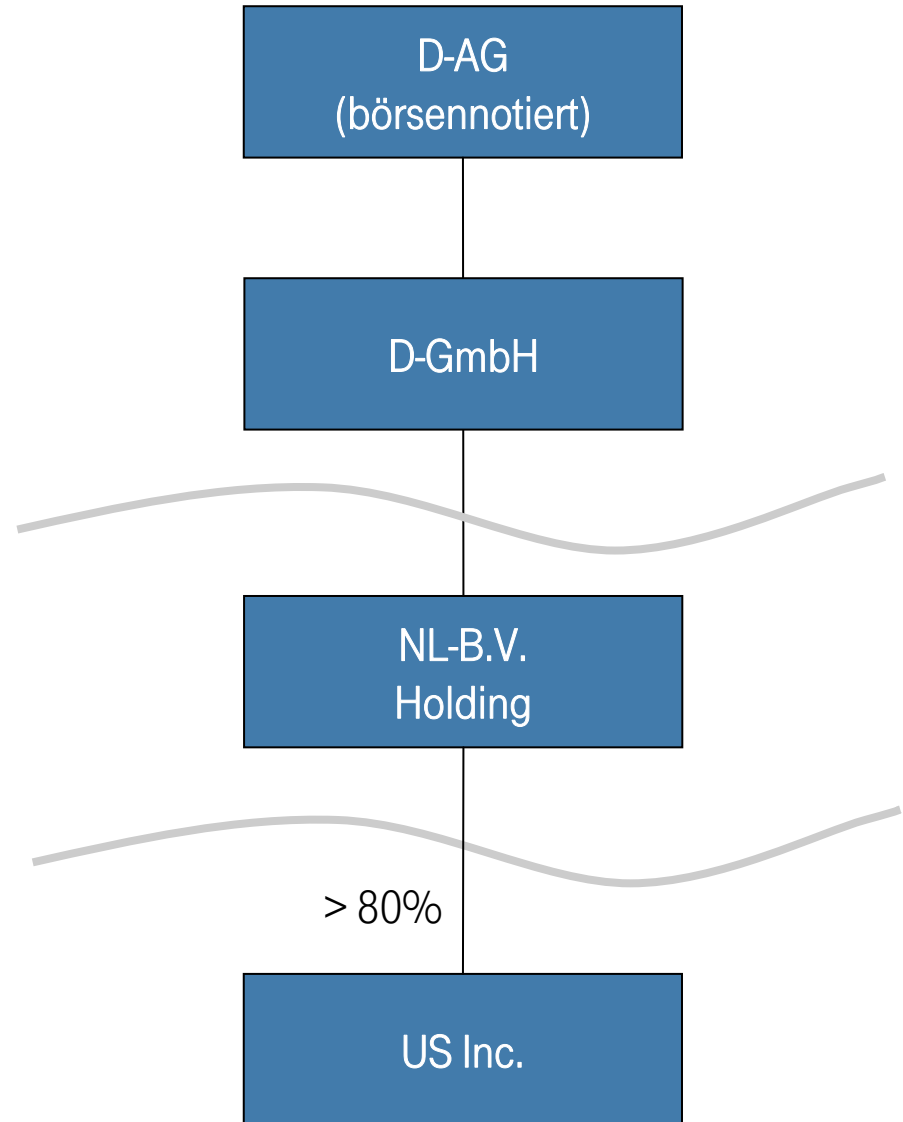 D-AG
(börsennotiert)
D-GmbH
NL-B.V.
Holding
> 80%
US Inc.